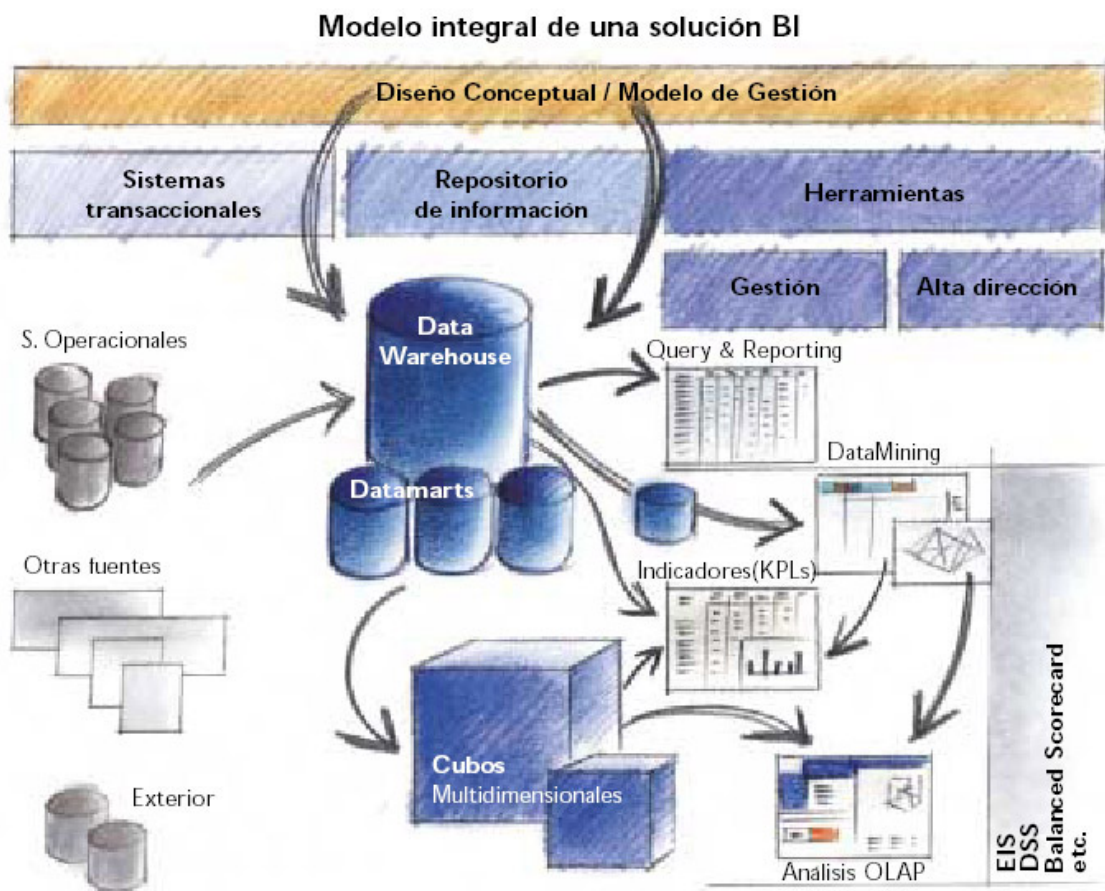 Modelo integral de una solución BI
Diseño Conceptual / Modelo de Gestión
Sistemas
transaccionales
Repositorio
de información
Herramientas
Gestión
Alta dirección
S. Operacionales
Data
Warehouse
Query & Reporting
DataMining
Datamarts
Otras fuentes
Indicadores(KPLs)
Cubos
Multidimensionales
Exterior
Análisis OLAP
EIS
DSS
Balanced Scorecard
etc.